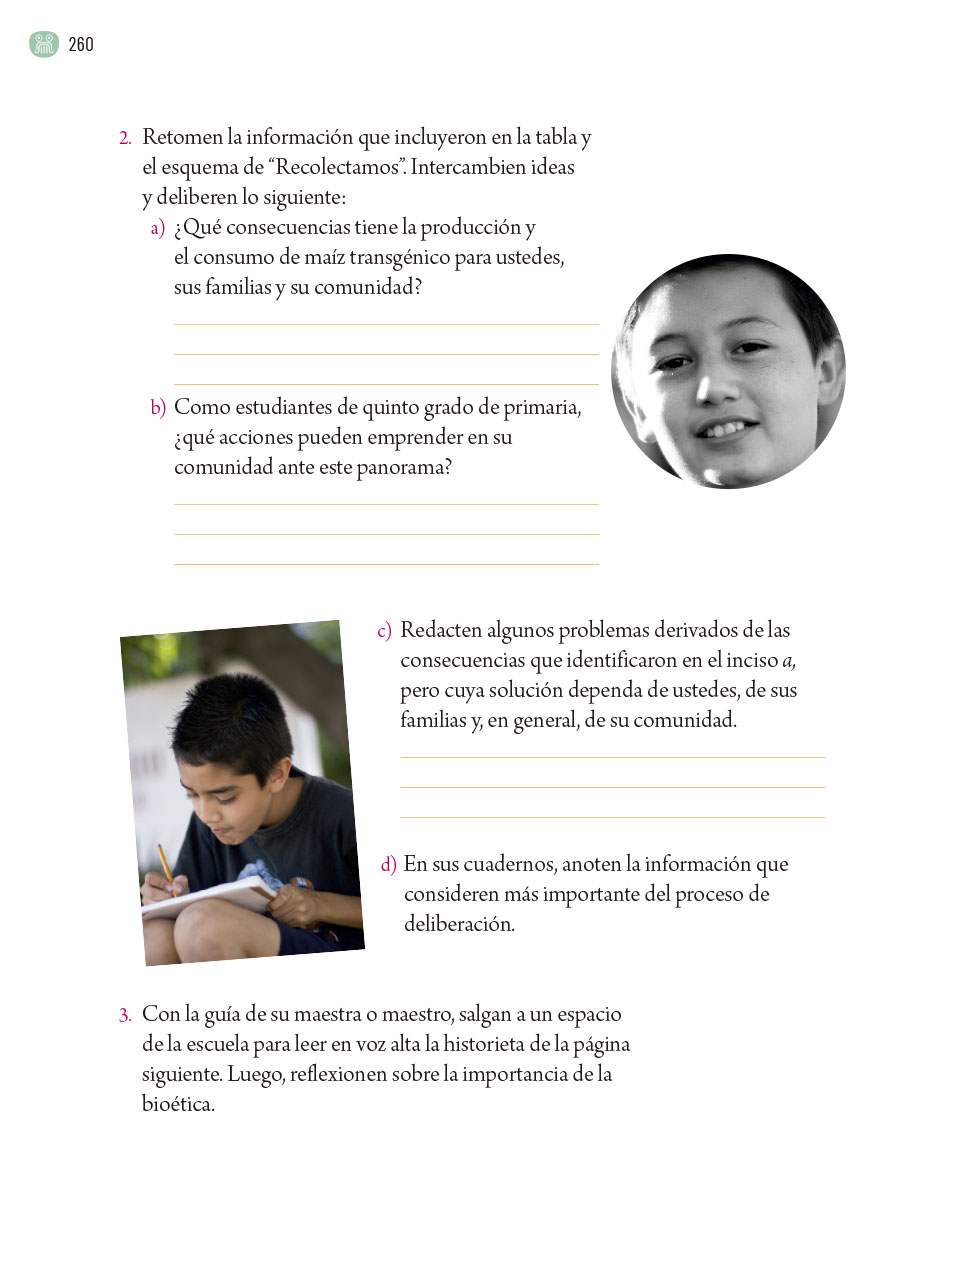 260
2. Retomen la información que incluyeron en la tabla y
el esquema de “Recolectamos”. Intercambien ideas
y deliberen lo siguiente:
a) ¿Qué consecuencias tiene la producción y
el consumo de maíz transgénico para ustedes,
sus familias y su comunidad?
b) Como estudiantes de quinto grado de primaria,
¿qué acciones pueden emprender en su
comunidad ante este panorama?
c) Redacten algunos problemas derivados de las
consecuencias que identificaron en el inciso a,
pero cuya solución dependa de ustedes, de sus
familias y, en general, de su comunidad.
d) En sus cuadernos, anoten la información que
consideren más importante del proceso de
deliberación.
3. Con la guía de su maestra o maestro, salgan a un espacio
de la escuela para leer en voz alta la historieta de la página
siguiente. Luego, reflexionen sobre la importancia de la
bioética.